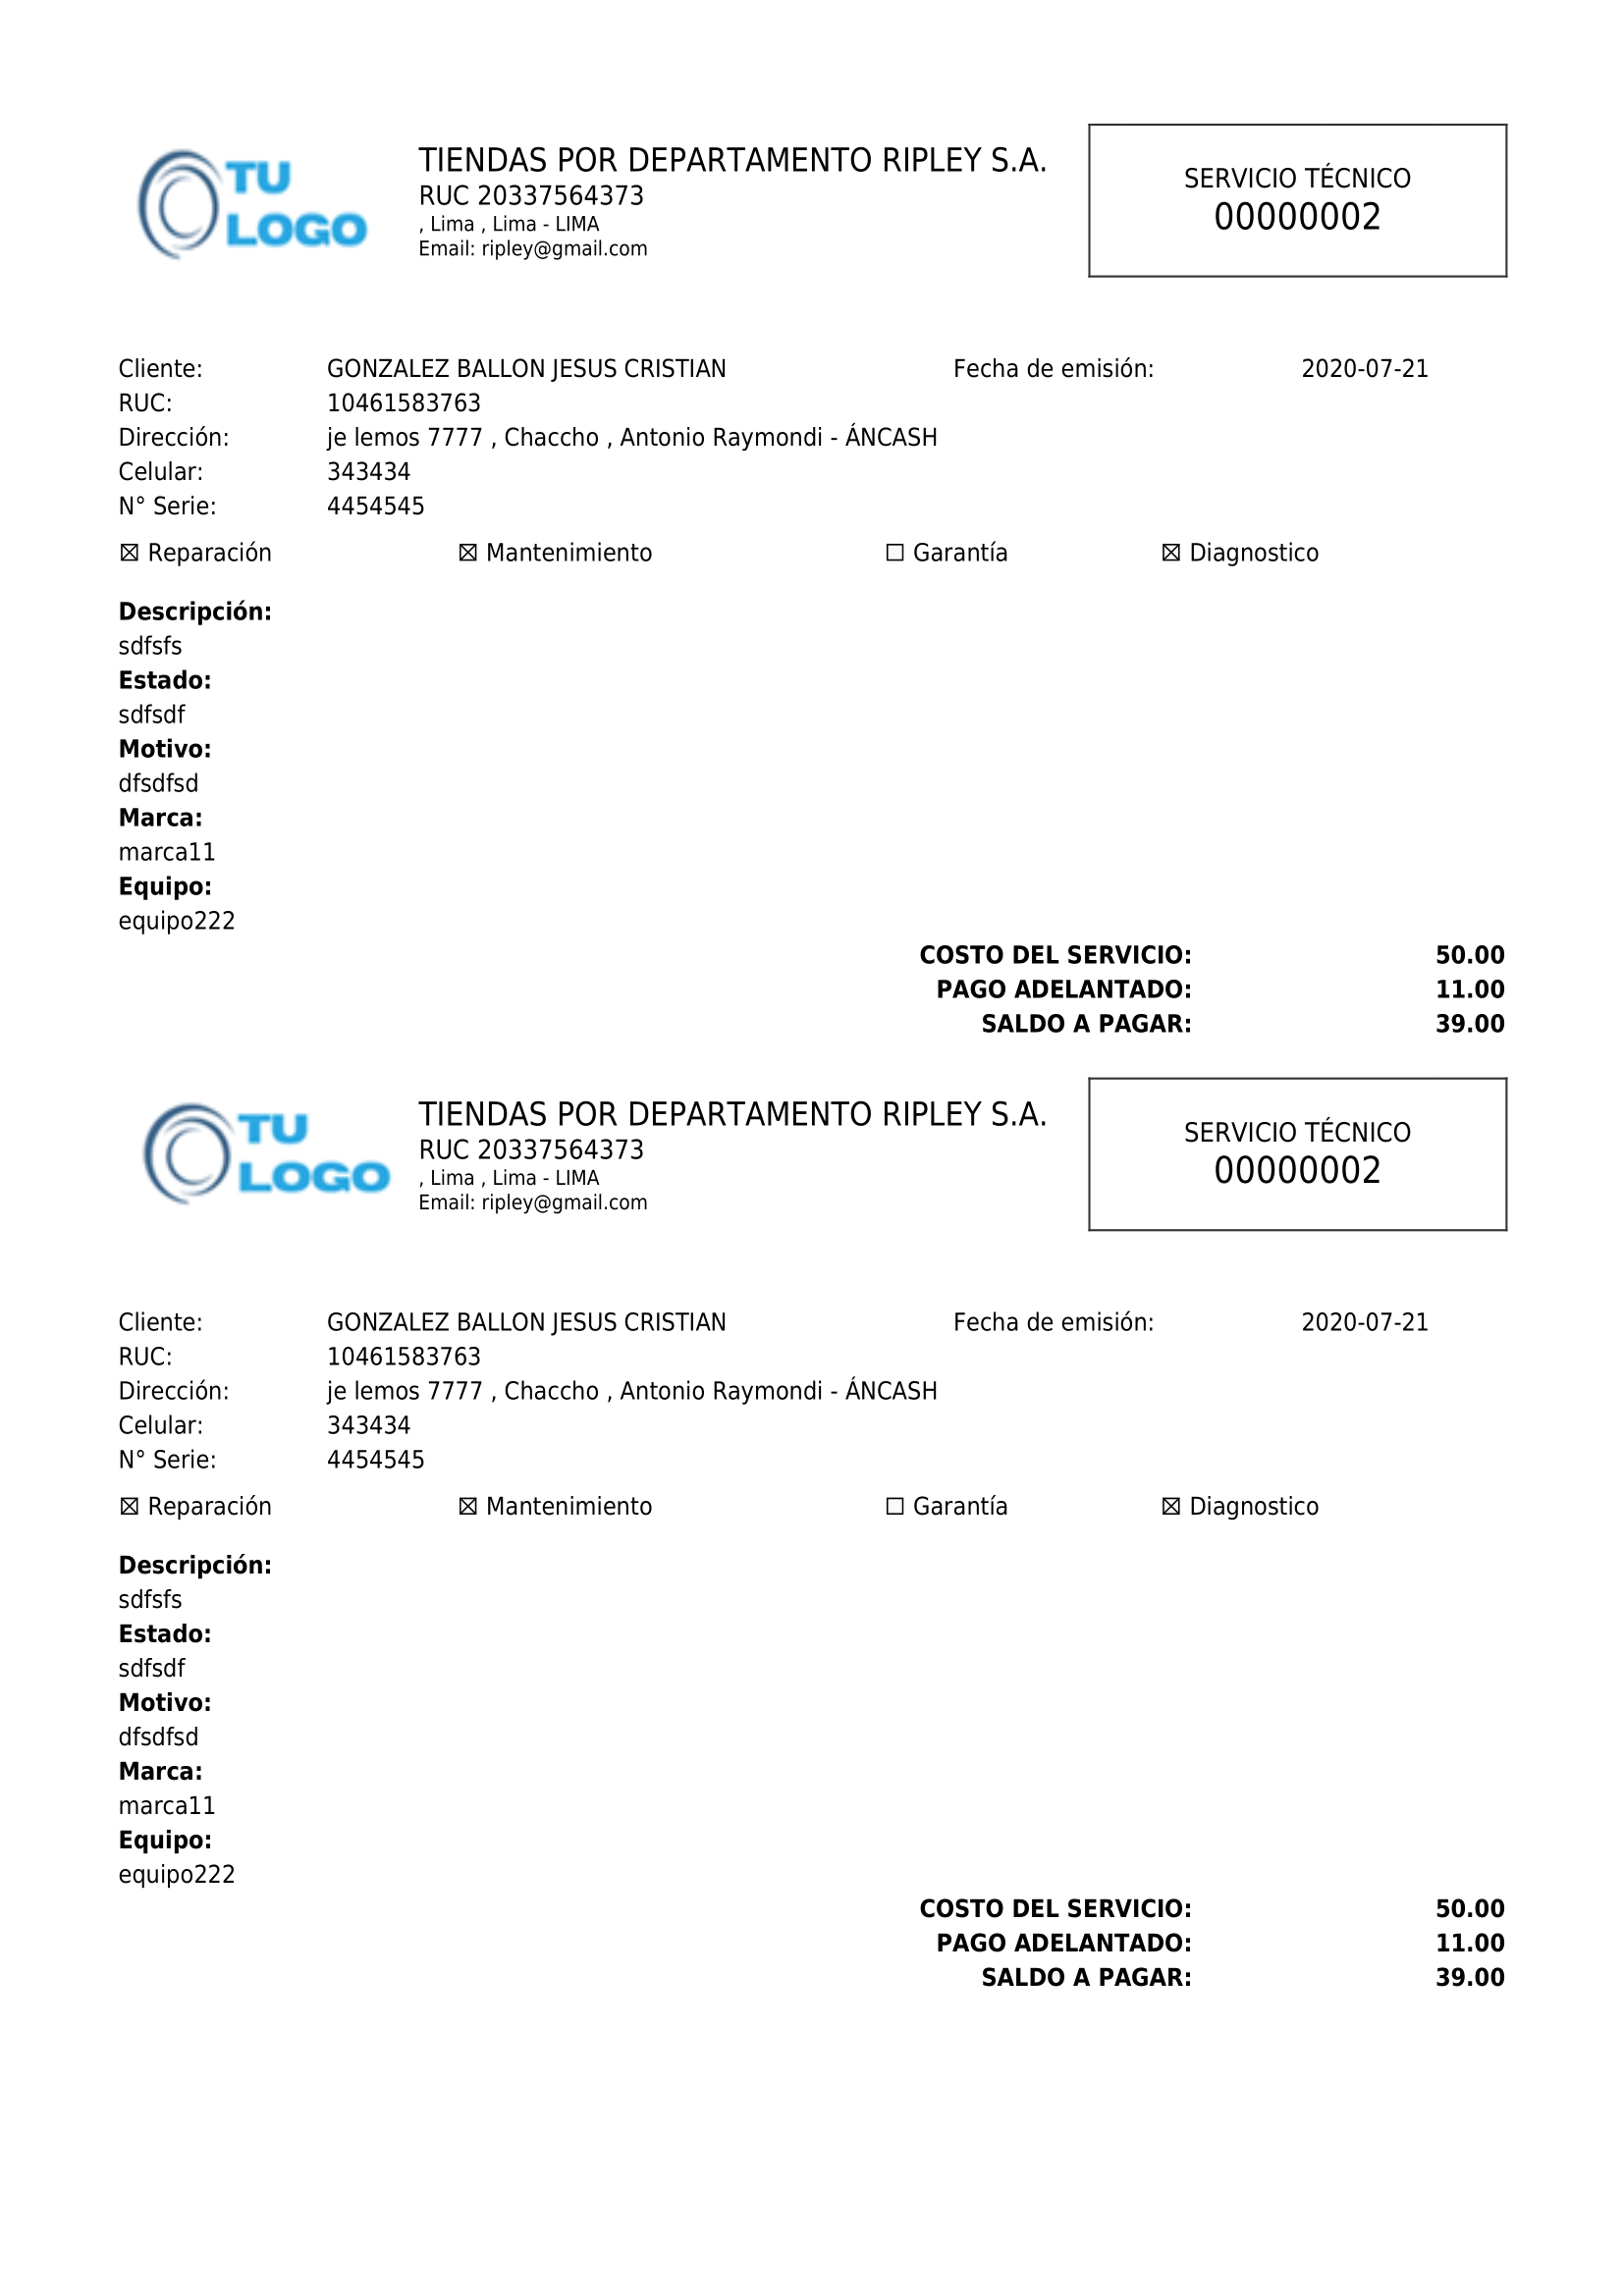 TU
LOGO
TIENDAS POR DEPARTAMENTO RIPLEY S.A.
RUC 20337564373
, Lima , Lima - LIMA
Email: ripley@gmail.com
SERVICIO TÉCNICO
00000002
Cliente: GONZALEZ BALLON JESUS CRISTIAN Fecha de emisión: 2020-07-21
RUC: 10461583763
Dirección: je lemos 7777 , Chaccho , Antonio Raymondi - ÁNCASH
Celular: 343434
N° Serie: 4454545
☒ Reparación ☒ Mantenimiento ☐ Garantía ☒ Diagnostico
Descripción:
sdfsfs
Estado:
sdfsdf
Motivo:
dfsdfsd
Marca:
marca11
Equipo:
equipo222
COSTO DEL SERVICIO: 50.00
PAGO ADELANTADO: 11.00
SALDO A PAGAR: 39.00
TU
LOGO
TIENDAS POR DEPARTAMENTO RIPLEY S.A.
RUC 20337564373
, Lima , Lima - LIMA
Email: ripley@gmail.com
SERVICIO TÉCNICO
00000002
Cliente: GONZALEZ BALLON JESUS CRISTIAN Fecha de emisión: 2020-07-21
RUC: 10461583763
Dirección: je lemos 7777 , Chaccho , Antonio Raymondi - ÁNCASH
Celular: 343434
N° Serie: 4454545
☒ Reparación ☒ Mantenimiento ☐ Garantía ☒ Diagnostico
Descripción:
sdfsfs
Estado:
sdfsdf
Motivo:
dfsdfsd
Marca:
marca11
Equipo:
equipo222
COSTO DEL SERVICIO: 50.00
PAGO ADELANTADO: 11.00
SALDO A PAGAR: 39.00